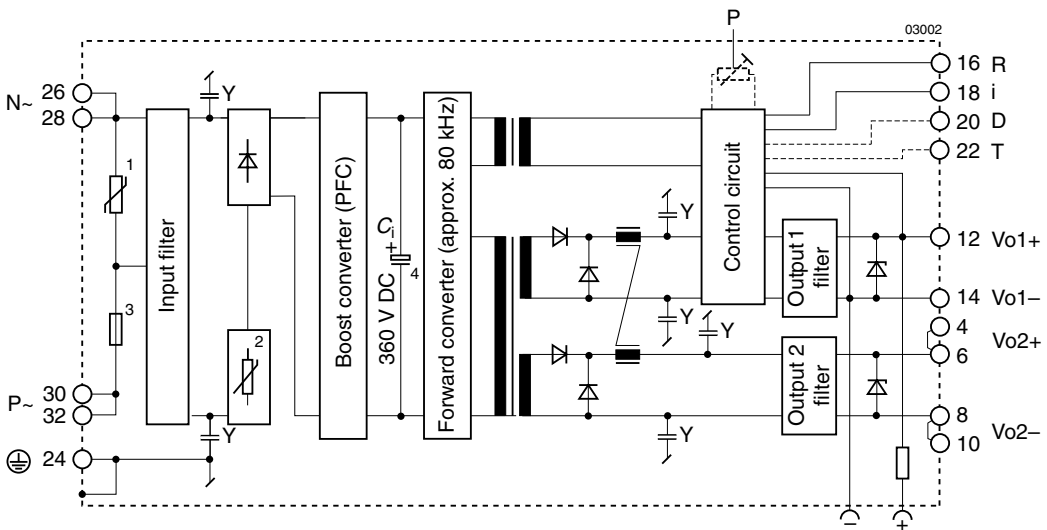 P
03002
N~ 26
28
Y
16 R
18 i
20 D
22 T
1
Input filter
Boost converter (PFC)
Ci
+
4
360 V DC
Forward converter (approx. 80 kHz)
Control circuit
Y
Output 1
filter
12 Vo1+
14 Vo1–
3
2
Y
Y
4
Vo2+
6
Output 2
filter
P~ 30
32
Y
Y
8
Vo2–
10
24
– +